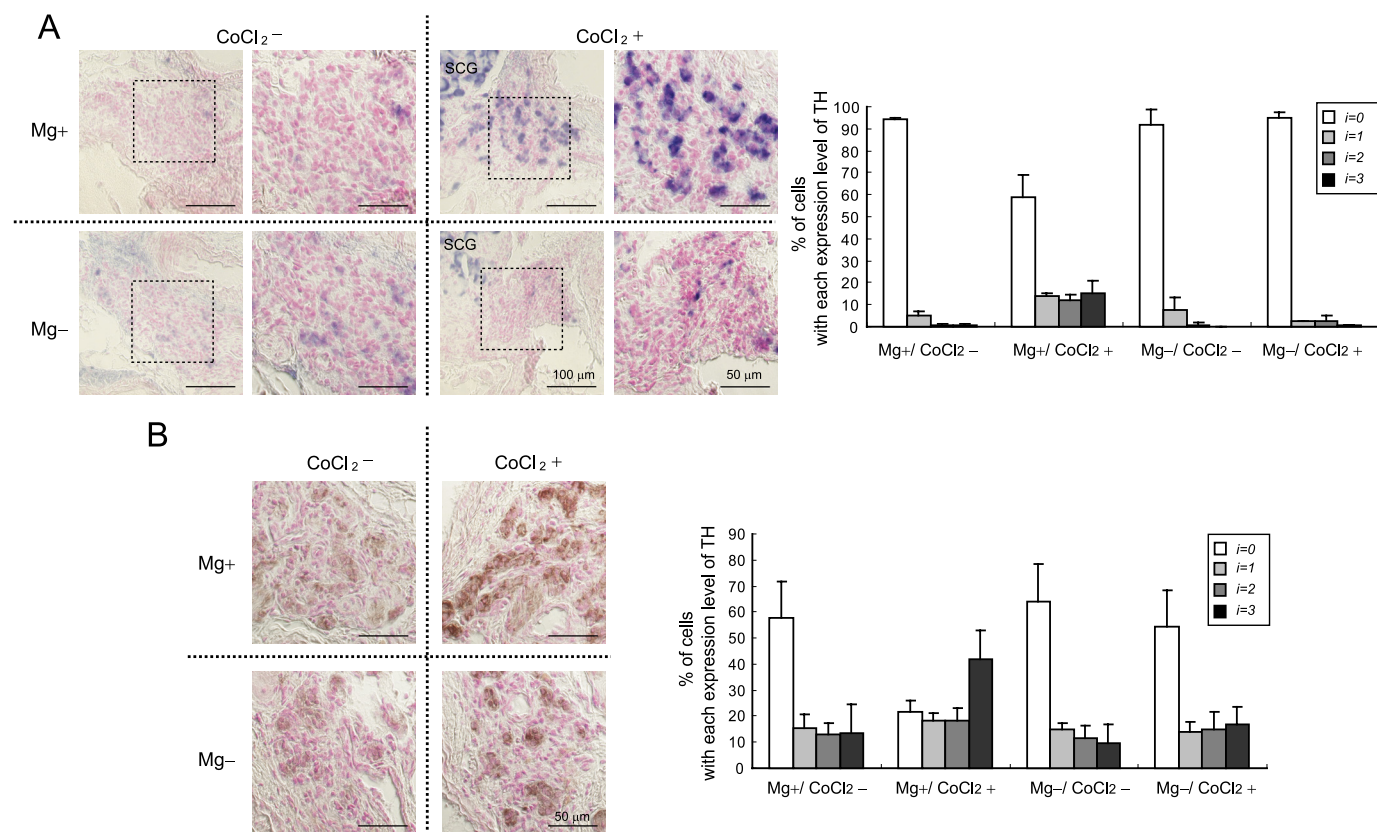 A
CoCl2 −
CoCl2 +
Mg+
SCG
Mg−
SCG
100 μm
50 μm
% of cells
with each expression level of TH
100
90
80
70
60
50
40
30
20
10
0
i=0
i=1
i=2
i=3
Mg+/ CoCl2 −
Mg+/ CoCl2 +
Mg−/ CoCl2 −
Mg−/ CoCl2 +
B
CoCl2 −
CoCl2 +
Mg+
Mg−
50 μm
% of cells
with each expression level of TH
90
80
70
60
50
40
30
20
10
0
i=0
i=1
i=2
i=3
Mg+/ CoCl2 −
Mg+/ CoCl2 +
Mg−/ CoCl2 −
Mg−/ CoCl2 +